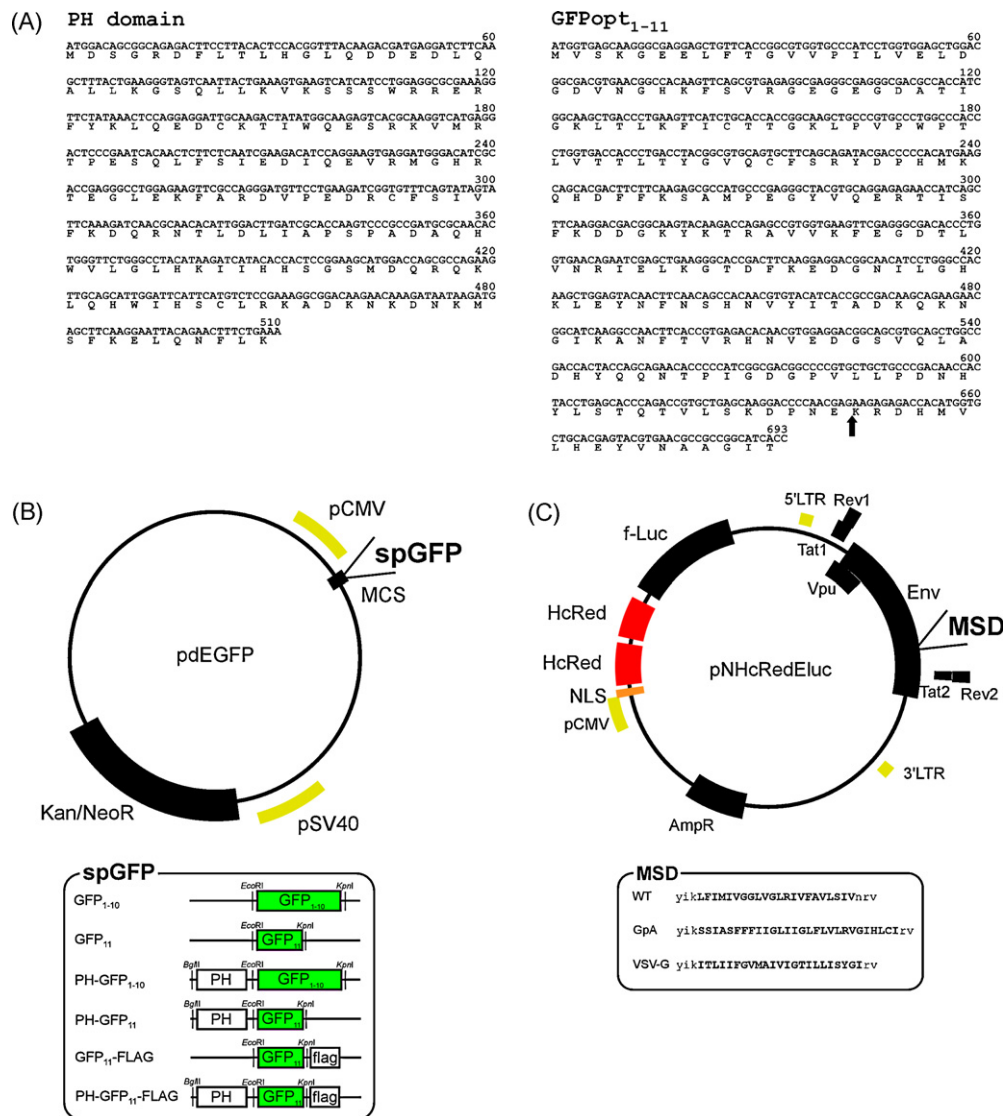 (A)
PH domain
60
ATGGACAGCGGCAGAGACTTCCTTACACTCCACGGTTTACAAGACGATGAGGATCTTCAA
M D S G R D F L T L H G L Q D D E D L Q
120
GCTTTACTGAAGGGTAGTCAATTACTGAAAGTGAAGTCATCATCCTGGAGGCGCGAAAGG
A L L K G S Q L L K V K S S S W R R E R
180
TTCTATAAACTCCAGGAGGATTGCAAGACTATATGGCAAGAGTCACGCAAGGTCATGAGG
F Y K L Q E D C K T I W Q E S R K V M R
240
ACTCCCGAATCACAACTCTTCTCAATCGAAGACATCCAGGAAGTGAGGATGGGACATCGC
T P E S Q L F S I E D I Q E V R M G H R
300
ACCGAGGGCCTGGAGAAGTTCGCCAGGGATGTTCCTGAAGATCGGTGTTTCAGTATAGTA
T E G L E K F A R D V P E D R C F S I V
360
TTCAAAGATCAACGCAACACATTGGACTTGATCGCACCAAGTCCCGCCGATGCGCAACAC
F K D Q R N T L D L I A P S P A D A Q H
420
TGGGTTCTGGGCCTACATAAGATCATACACCACTCCGGAAGCATGGACCAGCGCCAGAAG
W V L G L H K I I H H S G S M D Q R Q K
480
TTGCAGCATTGGATTCATTCATGTCTCCGAAAGGCGGACAAGAACAAAGATAATAAGATG
L Q H W I H S C L R K A D K N K D N K M
510
AGCTTCAAGGAATTACAGAACTTTCTGAAA
S F K E L Q N F L K
GFPopt1-11
60
ATGGTGAGCAAGGGCGAGGAGCTGTTCACCGGCGTGGTGCCCATCCTGGTGGAGCTGGAC
M V S K G E E L F T G V V P I L V E L D
120
GGCGACGTGAACGGCCACAAGTTCAGCGTGAGAGGCGAGGGCGAGGGCGACGCCACCATC
G D V N G H K F S V R G E G E G D A T I
180
GGCAAGCTGACCCTGAAGTTCATCTGCACCACCGGCAAGCTGCCCGTGCCCTGGCCCACC
G K L T L K F I C T T G K L P V P W P T
240
CTGGTGACCACCCTGACCTACGGCGTGCAGTGCTTCAGCAGATACGACCCCCACATGAAG
L V T T L T Y G V Q C F S R Y D P H M K
300
CAGCACGACTTCTTCAAGAGCGCCATGCCCGAGGGCTACGTGCAGGAGAGAACCATCAGC
Q H D F F K S A M P E G Y V Q E R T I S
360
TTCAAGGACGACGGCAAGTACAAGACCAGAGCCGTGGTGAAGTTCGAGGGCGACACCCTG
F K D D G K Y K T R A V V K F E G D T L
420
GTGAACAGAATCGAGCTGAAGGGCACCGACTTCAAGGAGGACGGCAACATCCTGGGCCAC
V N R I E L K G T D F K E D G N I L G H
480
AAGCTGGAGTACAACTTCAACAGCCACAACGTGTACATCACCGCCGACAAGCAGAAGAAC
K L E Y N F N S H N V Y I T A D K Q K N
540
GGCATCAAGGCCAACTTCACCGTGAGACACAACGTGGAGGACGGCAGCGTGCAGCTGGCC
G I K A N F T V R H N V E D G S V Q L A
600
GACCACTACCAGCAGAACACCCCCATCGGCGACGGCCCCGTGCTGCTGCCCGACAACCAC
D H Y Q Q N T P I G D G P V L L P D N H
660
TACCTGAGCACCCAGACCGTGCTGAGCAAGGACCCCAACGAGAAGAGAGACCACATGGTG
Y L S T Q T V L S K D P N E K R D H M V
693
CTGCACGAGTACGTGAACGCCGCCGGCATCACC
L H E Y V N A A G I T
(B)
pCMV
spGFP
MCS
pdEGFP
Kan/NeoR
pSV40
spGFP
EcoRI KpnI
GFP1-10 GFP1-10
EcoRI KpnI
GFP11 GFP11
BglII EcoRI KpnI
PH-GFP1-10 PH GFP1-10
BglII EcoRI KpnI
PH-GFP11 PH GFP11
EcoRI KpnI
GFP11-FLAG GFP11 flag
BglII EcoRI KpnI
PH-GFP11-FLAG PH GFP11 flag
(C)
5'LTR
Rev1
f-Luc
Tat1
Vpu
Env
HcRed
MSD
HcRed
pNHcRedEluc
Tat2
Rev2
NLS
pCMV
3'LTR
AmpR
MSD
WT yikLFIMIVGGLVGLRIVFAVLSIVnrv
GpA yikSSIASFFFIIGLIIGLFLVLRVGIHLCIrv
VSV-G yikITLIIFGVMAIVIGTILLISYGIrv